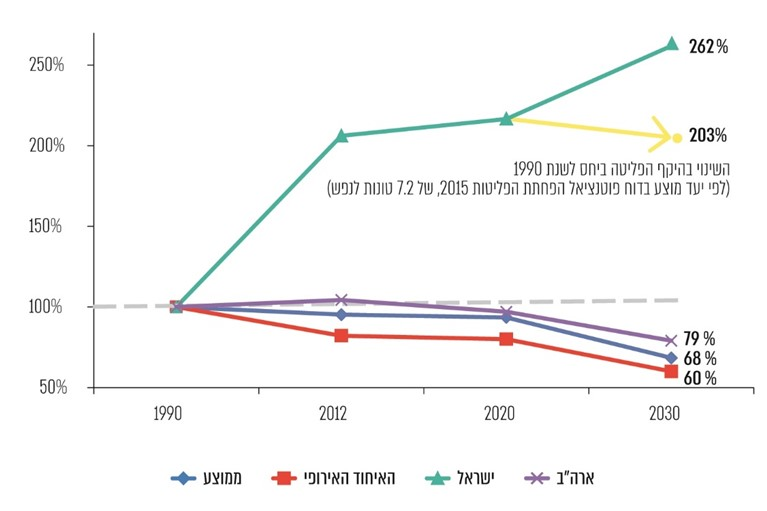 262%
250%
203%
200%
השינוי בהיקף הפליטה ביחס לשנת 1990
(לפי יעד מוצע בדוח פוטנציאל הפחתת הפליטות 2015, של 7.2 טונות לנפש)
150%
100%
79 %
68 %
60 %
50%
1990 2012 2020 2030
ממוצע האיחוד האירופי ישראל ארה"ב